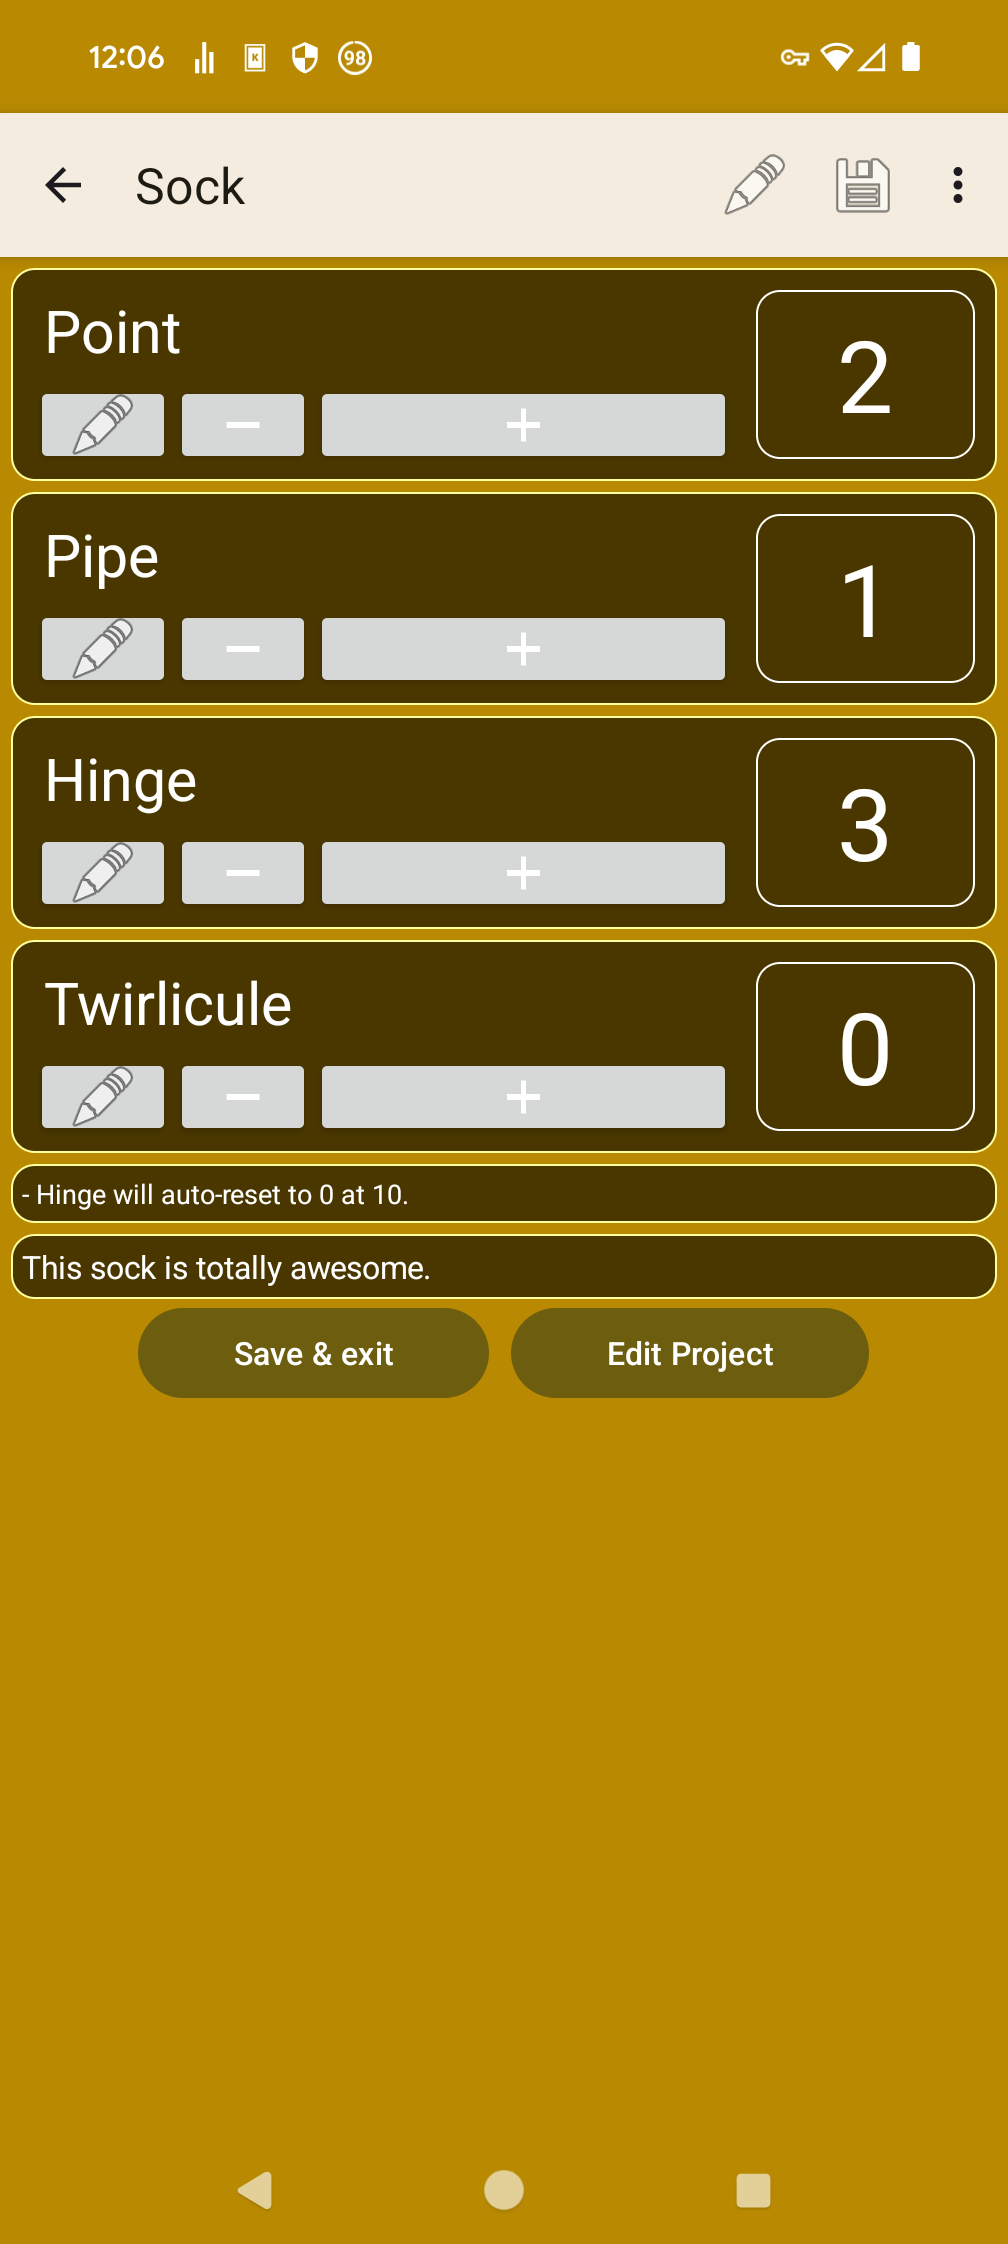 12:06 K 98
Sock
Point
2
− +
Pipe
1
− +
Hinge
3
− +
Twirlicule
0
− +
- Hinge will auto-reset to 0 at 10.
This sock is totally awesome.
Save & exit Edit Project